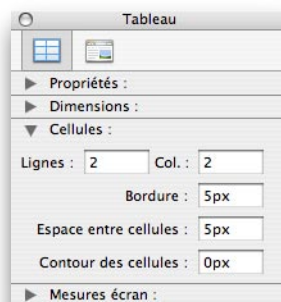 Tableau
Propriétés :
Dimensions :
Cellules :
Lignes : 2 Col. : 2
Bordure : 5px
Espace entre cellules : 5px
Contour des cellules : 0px
Mesures écran :